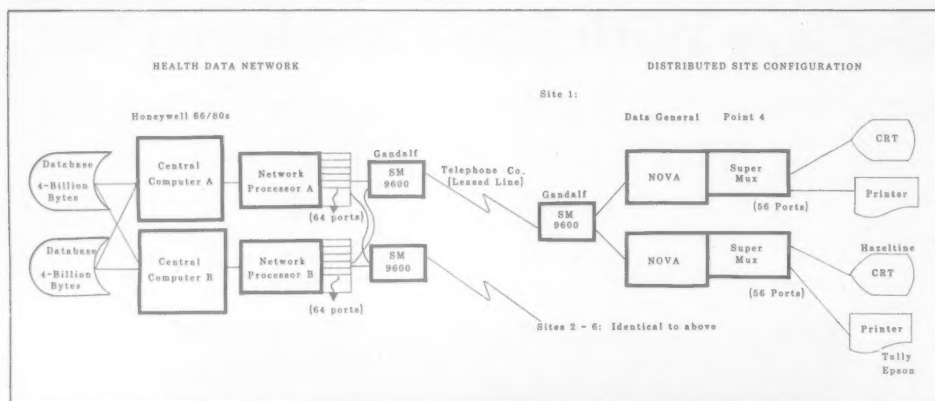 HEALTH DATA NETWORK
DISTRIBUTED SITE CONFIGURATION
Site 1:
Honeywell 66/80s
Data General
Point 4
Database
4-Billion
Bytes
Central
Computer A
Network
Processor A
(64 ports)
Gandalf
SM
9600
Telephone Co.
(Leased Line)
Gandalf
SM
9600
NOVA
Super
Mux
(56 Ports)
CRT
Printer
Database
4-Billion
Bytes
Central
Computer B
Network
Processor B
(64 ports)
SM
9600
NOVA
Super
Mux
(56 Ports)
Hazeltine
CRT
Printer
Tally
Epson
Sites 2 - 6: Identical to above